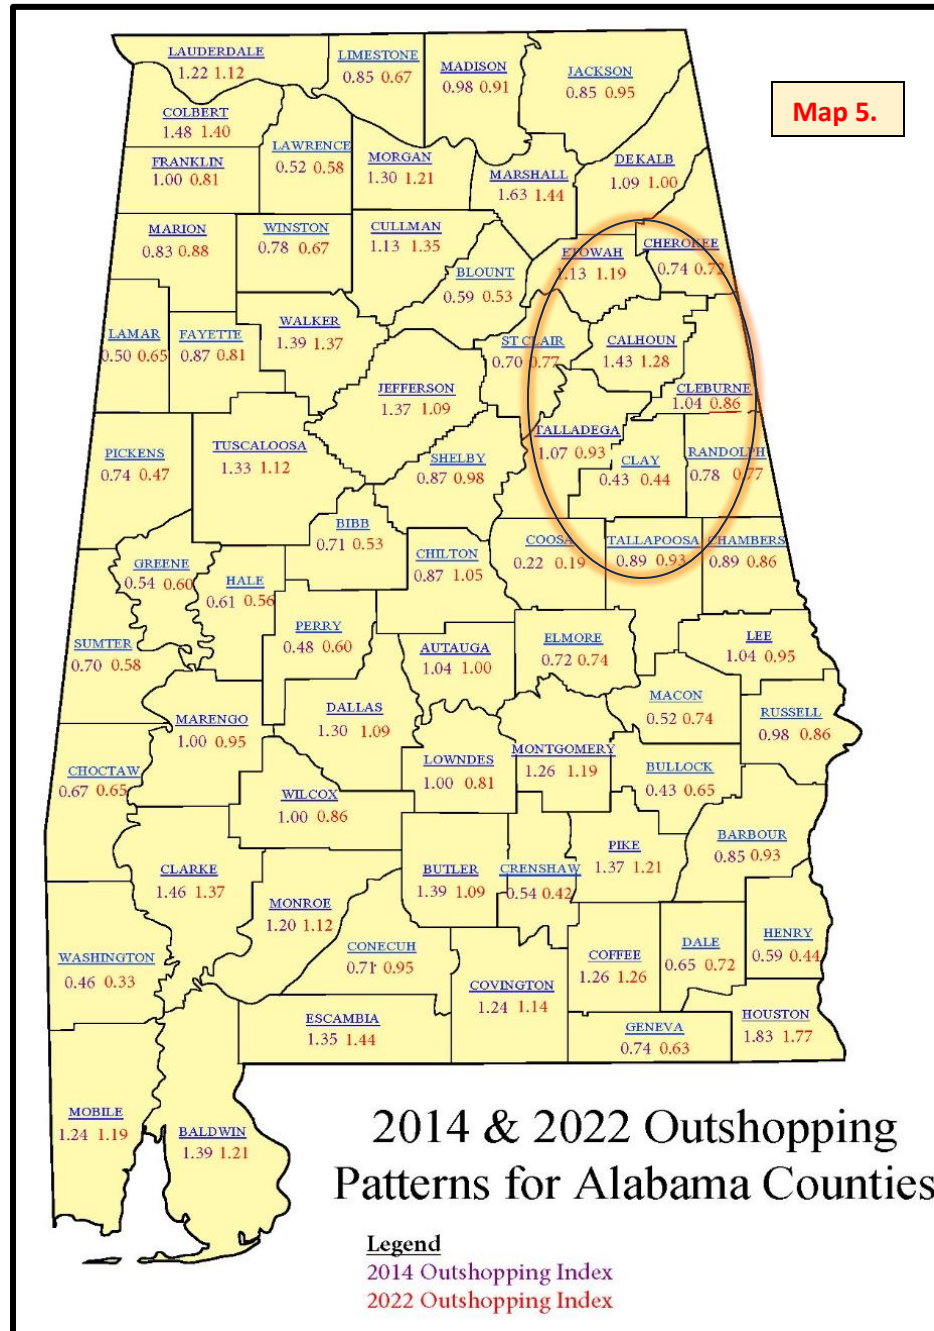 LAUDERDALE
1.22 1.12
LIMESTONE
0.85 0.67
MADISON
0.98 0.91
JACKSON
0.85 0.95
Map 5.
COLBERT
1.48 1.40
FRANKLIN
1.00 0.81
LAWRENCE
0.52 0.58
MORGAN
1.30 1.21
MARSHALL
1.63 1.44
DEKALB
1.09 1.00
MARION
0.83 0.88
WINSTON
0.78 0.67
CULLMAN
1.13 1.35
BLOUNT
0.59 0.53
ETOWAH
1.13 1.19
CHEROKEE
0.74 0.72
LAMAR
0.50 0.65
FAYETTE
0.87 0.81
WALKER
1.39 1.37
JEFFERSON
1.37 1.09
ST CLAIR
0.70 0.77
CALHOUN
1.43 1.28
CLEBURNE
1.04 0.86
PICKENS
0.74 0.47
TUSCALOOSA
1.33 1.12
SHELBY
0.87 0.98
TALLADEGA
1.07 0.93
CLAY
0.43 0.44
RANDOLPH
0.78 0.77
BIBB
0.71 0.53
CHILTON
0.87 1.05
COOSA
0.22 0.19
TALLAPOOSA
0.89 0.93
CHAMBERS
0.89 0.86
GREENE
0.54 0.60
HALE
0.61 0.56
PERRY
0.48 0.60
SUMTER
0.70 0.58
AUTAUGA
1.04 1.00
ELMORE
0.72 0.74
LEE
1.04 0.95
MARENGO
1.00 0.95
DALLAS
1.30 1.09
MACON
0.52 0.74
RUSSELL
0.98 0.86
CHOCTAW
0.67 0.65
LOWNDES
1.00 0.81
MONTGOMERY
1.26 1.19
BULLOCK
0.43 0.65
WILCOX
1.00 0.86
CLARKE
1.46 1.37
BUTLER
1.39 1.09
CRENSHAW
0.54 0.42
PIKE
1.37 1.21
BARBOUR
0.85 0.93
MONROE
1.20 1.12
WASHINGTON
0.46 0.33
CONECUH
0.71 0.95
COVINGTON
1.24 1.14
COFFEE
1.26 1.26
DALE
0.65 0.72
HENRY
0.59 0.44
ESCAMBIA
1.35 1.44
GENEVA
0.74 0.63
HOUSTON
1.83 1.77
MOBILE
1.24 1.19
BALDWIN
1.39 1.21
2014 & 2022 Outshopping
Patterns for Alabama Counties
Legend
2014 Outshopping Index
2022 Outshopping Index